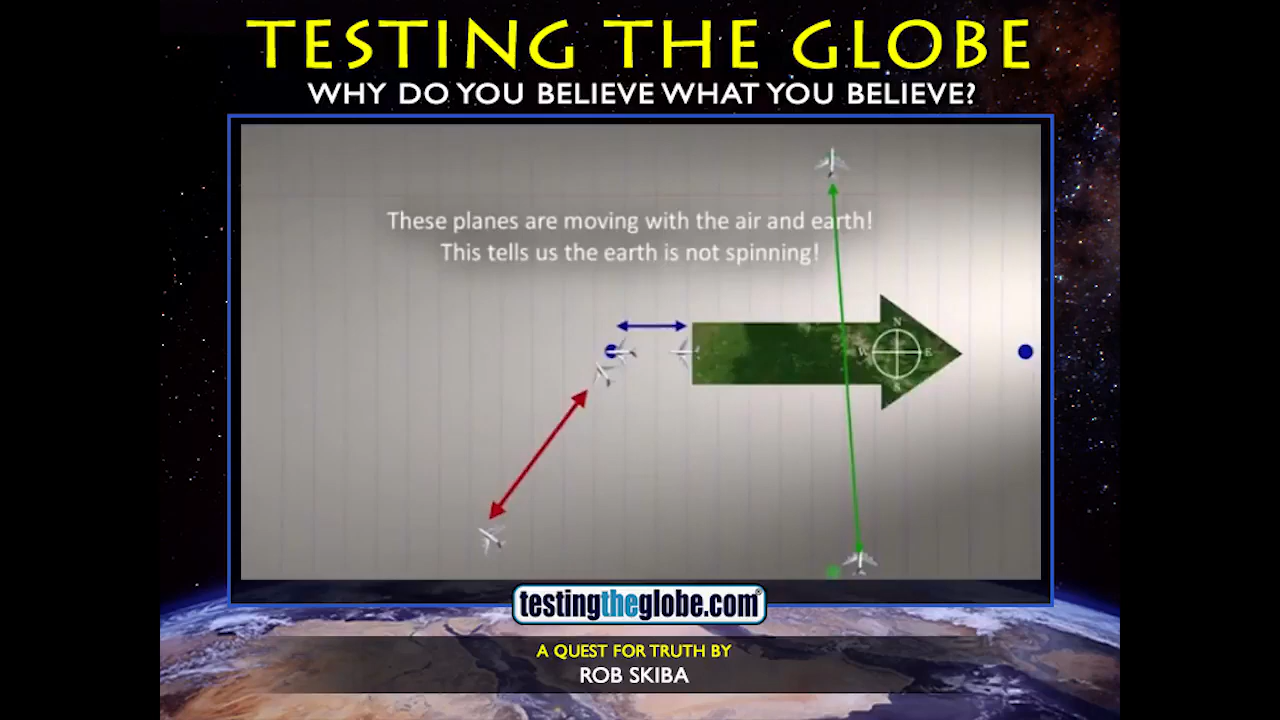 TESTING THE GLOBE
WHY DO YOU BELIEVE WHAT YOU BELIEVE?
These planes are moving with the air and earth!
This tells us the earth is not spinning!
N
W E
S
testingtheglobe.com®
A QUEST FOR TRUTH BY
ROB SKIBA